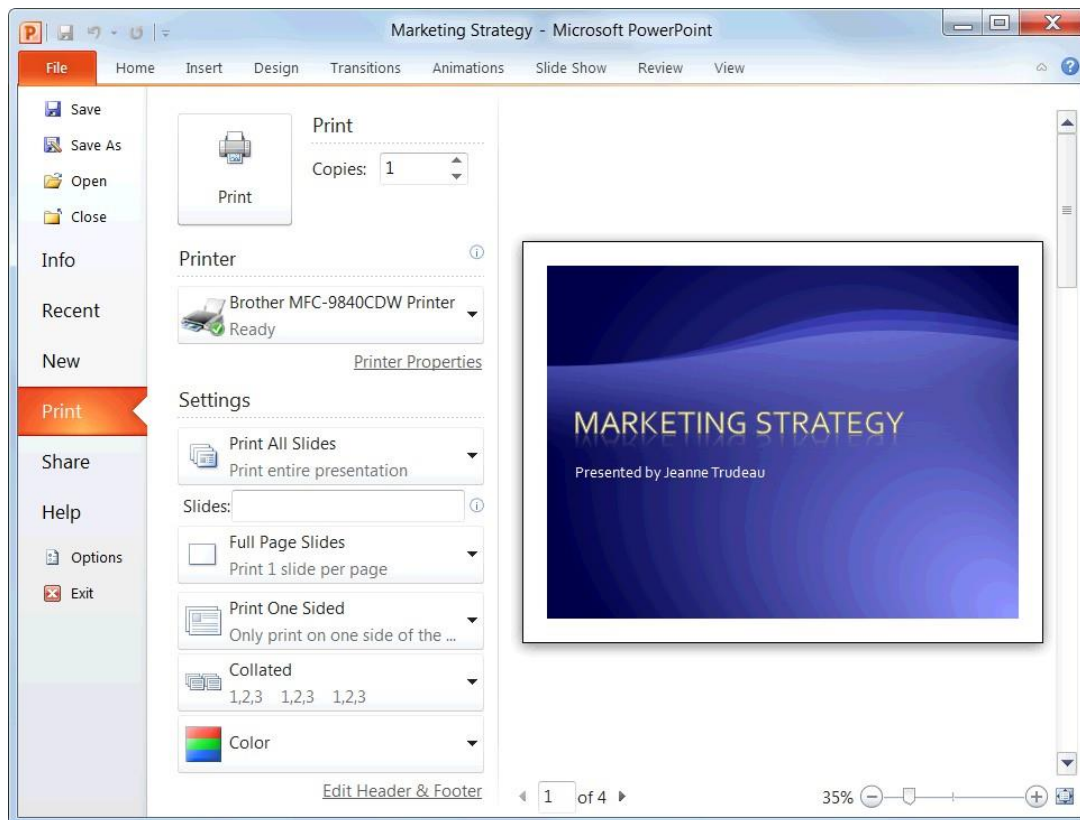 Marketing Strategy - Microsoft PowerPoint
File Home Insert Design Transitions Animations Slide Show Review View
Save
Save As
Open
Close
Info
Recent
New
Print
Share
Help
Options
Exit
Print
Print
Copies: 1
Printer
Brother MFC-9840CDW Printer
Ready
Printer Properties
Settings
Print All Slides
Print entire presentation
Slides:
Full Page Slides
Print 1 slide per page
Print One Sided
Only print on one side of the ...
Collated
1,2,3 1,2,3 1,2,3
Color
Edit Header & Footer
MARKETING STRATEGY
Presented by Jeanne Trudeau
1 of 4
35%